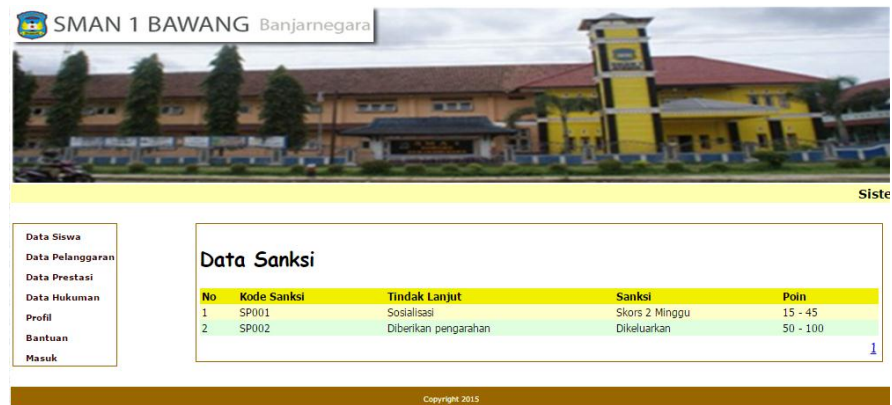 SMAN 1 BAWANG Banjarnegara
Siste
Data Siswa
Data Pelanggaran
Data Prestasi
Data Hukuman
Profil
Bantuan
Masuk
Data Sanksi
No Kode Sanksi Tindak Lanjut Sanksi Poin
1 SP001 Sosialisasi Skors 2 Minggu 15 - 45
2 SP002 Diberikan pengarahan Dikeluarkan 50 - 100
1
Copyright 2015